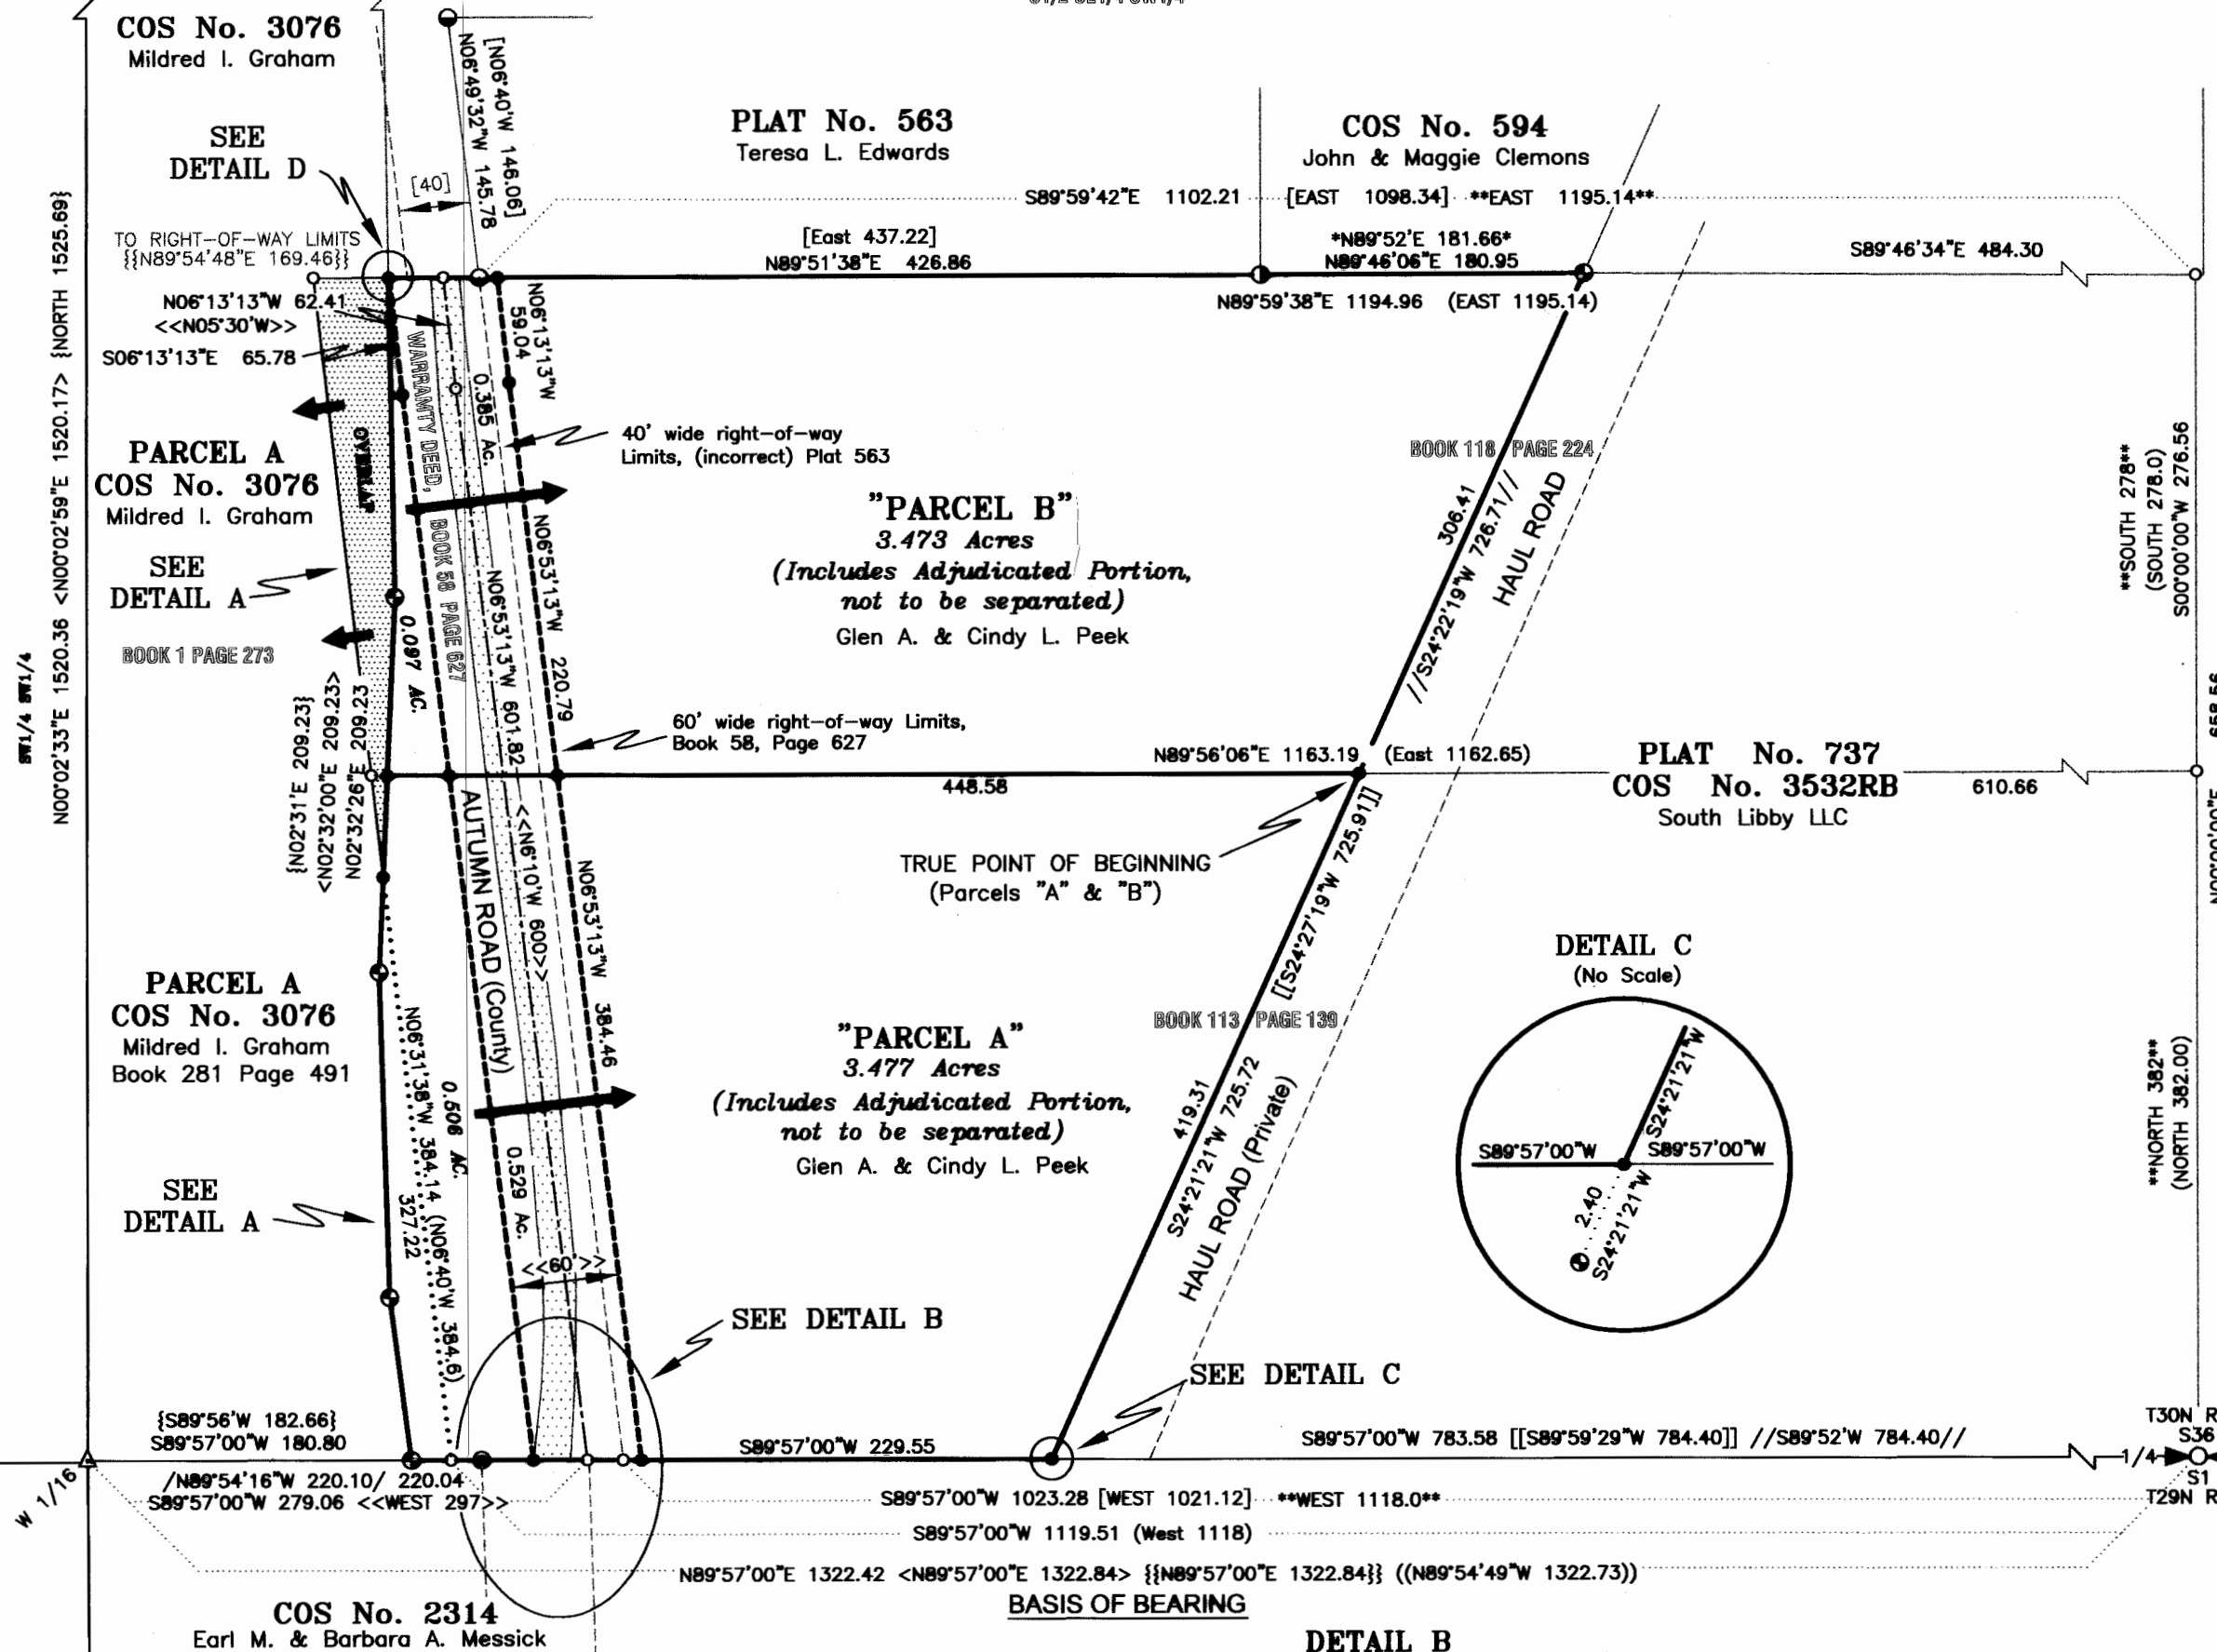 COS No. 3076
Mildred I. Graham
[N06°40'W 146.06]
N06°49'32"W 145.78
PLAT No. 563
Teresa L. Edwards
COS No. 594
John & Maggie Clemons
SEE
DETAIL D
[40]
S89°59'42"E 1102.21
[EAST 1098.34]
**EAST 1195.14**
TO RIGHT-OF-WAY LIMITS
{{N89°54'48"E 169.46}}
[East 437.22]
N89°51'38"E 426.86
*N89°52'E 181.66*
N89°46'06"E 180.95
S89°46'34"E 484.30
N06°13'13"W 62.41
<<N05°30'W>>
S06°13'13"E 65.78
N06°13'13"W
59.04
N89°59'38"E 1194.96 (EAST 1195.14)
N00°02'33"E 1520.36 <N00°02'59"E 1520.17> {NORTH 1525.69}
SW1/4 SW1/4
OVERLAP
WARRAMTY DEED,
BOOK 58 PAGE 627
0.385 Ac.
40' wide right-of-way
Limits, (incorrect) Plat 563
PARCEL A
COS No. 3076
Mildred I. Graham
SEE
DETAIL A
BOOK 1 PAGE 273
"PARCEL B"
3.473 Acres
(Includes Adjudicated Portion,
not to be separated)
Glen A. & Cindy L. Peek
BOOK 118 PAGE 224
306.41
//S24°22'19"W 726.71//
HAUL ROAD
**SOUTH 278**
(SOUTH 278.0)
S00°00'00"W 276.56
0.097 AC.
N06°53'13"W 601.82
N06°53'13"W 220.79
{N02°31'E 209.23}
<N02°32'00"E 209.23>
N02°32'26"E 209.23
60' wide right-of-way Limits,
Book 58, Page 627
N89°56'06"E 1163.19 (East 1162.65)
448.58
PLAT No. 737
COS No. 3532RB
South Libby LLC
610.66
TRUE POINT OF BEGINNING
(Parcels "A" & "B")
AUTUMN ROAD (County)
<<N6°10'W 600>>
N06°53'13"W 384.46
[[S24°27'19"W 725.91]]
DETAIL C
(No Scale)
S24°21'21"W
S89°57'00"W
S89°57'00"W
2.40
S24°21'21"W
PARCEL A
COS No. 3076
Mildred I. Graham
Book 281 Page 491
N06°31'38"W 384.14 (N06°40'W 384.6)
0.506 AC.
327.22
0.529 Ac.
"PARCEL A"
3.477 Acres
(Includes Adjudicated Portion,
not to be separated)
Glen A. & Cindy L. Peek
BOOK 113 PAGE 139
419.31
S24°21'21"W 725.72
HAUL ROAD (Private)
**NORTH 382**
(NORTH 382.00)
SEE
DETAIL A
<<60'>>
SEE DETAIL B
SEE DETAIL C
{S89°56'W 182.66}
S89°57'00"W 180.80
S89°57'00"W 229.55
S89°57'00"W 783.58 [[S89°59'29"W 784.40]] //S89°52'W 784.40//
T30N R
S36
1/4
S1
T29N R
W 1/16
/N89°54'16"W 220.10/ 220.04
S89°57'00"W 279.06 <<WEST 297>>
S89°57'00"W 1023.28 [WEST 1021.12] **WEST 1118.0**
S89°57'00"W 1119.51 (West 1118)
N89°57'00"E 1322.42 <N89°57'00"E 1322.84> {{N89°57'00"E 1322.84}} ((N89°54'49"W 1322.73))
BASIS OF BEARING
COS No. 2314
Earl M. & Barbara A. Messick
DETAIL B